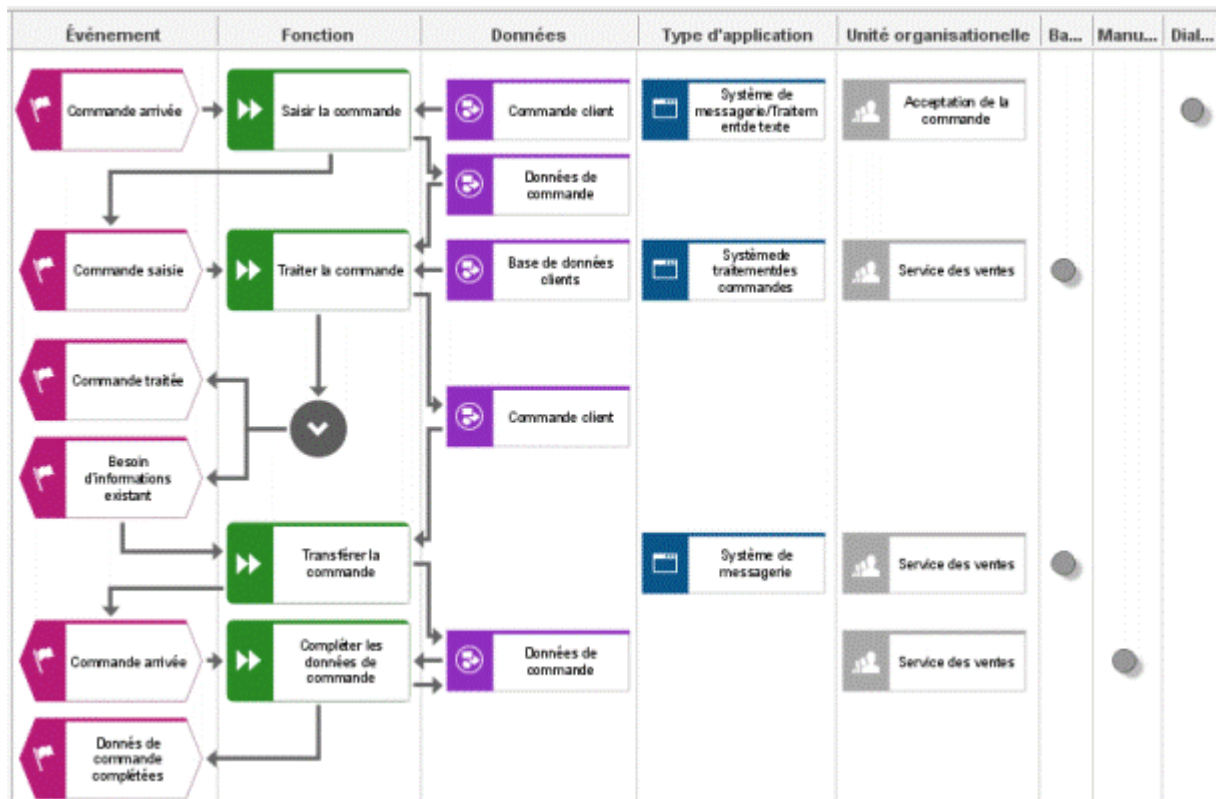 Événement
Fonction
Données
Type d'application
Unité organisationelle
Ba...
Manu...
Dial...
Commande arrivée
Saisir la commande
Commande client
Système de
messagerie/Traitem
entde texte
Acceptation de la
commande
Données de
commande
Commande saisie
Traiter la commande
Base de données
clients
Systèmede
traitementdes
commandes
Service des ventes
Commande traitée
Commande client
Besoin
d'informations
existant
Transférer la
commande
Système de
messagerie
Service des ventes
Commande arrivée
Compléter les
données de
commande
Données de
commande
Service des ventes
Donnés de
commande
complétées